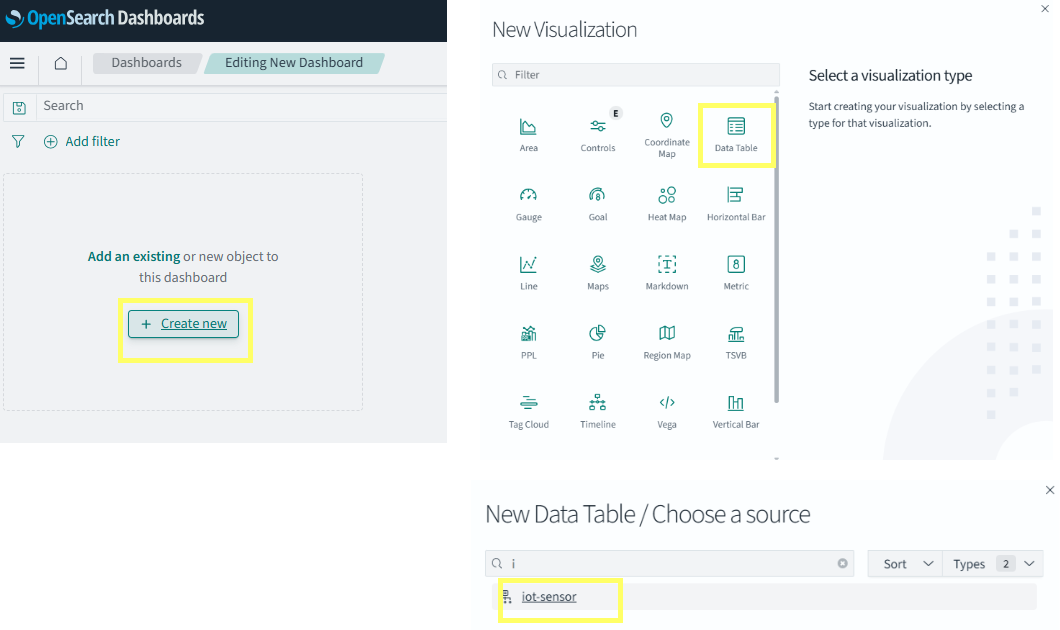 OpenSearch Dashboards
Dashboards
Editing New Dashboard
Search
Add filter
Add an existing or new object to
this dashboard
+ Create new
New Visualization
Filter
Area
E
Controls
Coordinate
Map
Data Table
Gauge
Goal
Heat Map
Horizontal Bar
Line
Maps
T
Markdown
8
Metric
PPL
Pie
Region Map
TSVB
Tag Cloud
Timeline
Vega
Vertical Bar
Select a visualization type
Start creating your visualization by selecting a
type for that visualization.
New Data Table / Choose a source
i
Sort
Types 2
iot-sensor